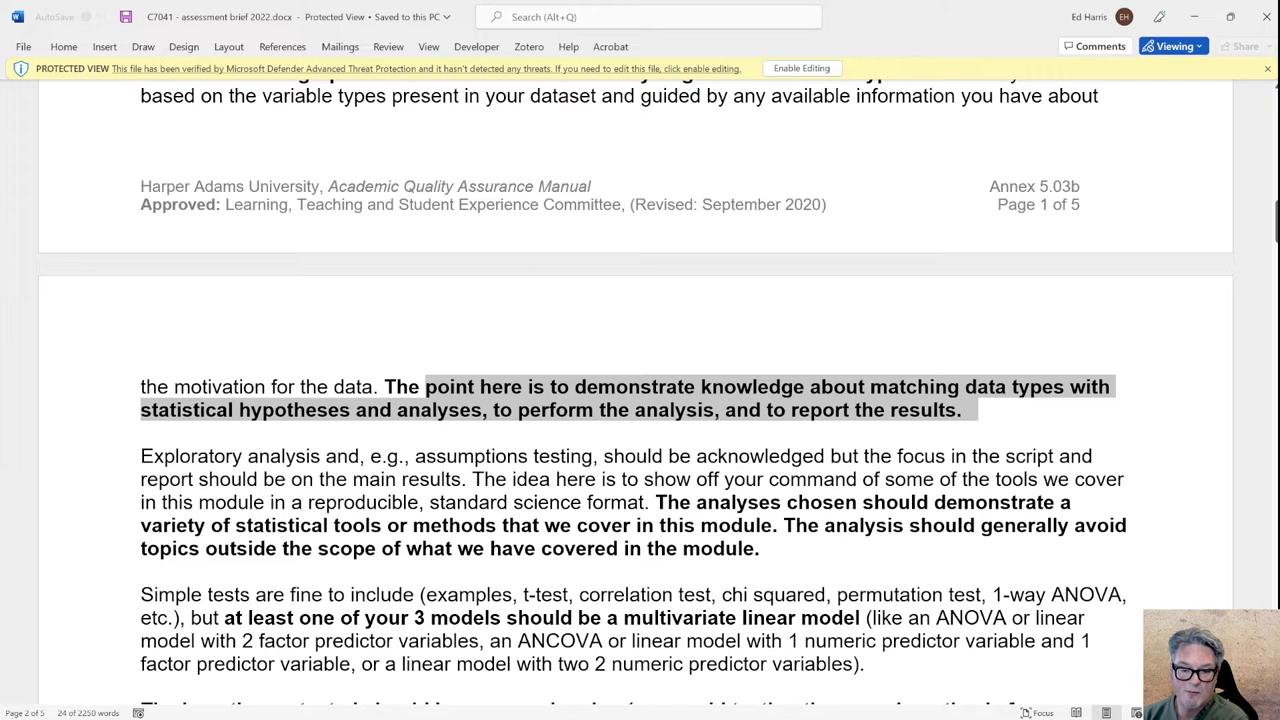 AutoSave
C7041 - assessment brief 2022.docx - Protected View • Saved to this PC
Search (Alt+Q)
Ed Harris
EH
File Home Insert Draw Design Layout References Mailings Review View Developer Zotero Help Acrobat
Comments
Viewing
Share
PROTECTED VIEW This file has been verified by Microsoft Defender Advanced Threat Protection and it hasn't detected any threats. If you need to edit this file, click enable editing.
Enable Editing
based on the variable types present in your dataset and guided by any available information you have about
Harper Adams University, Academic Quality Assurance Manual
Annex 5.03b
Approved: Learning, Teaching and Student Experience Committee, (Revised: September 2020)
Page 1 of 5
the motivation for the data. The point here is to demonstrate knowledge about matching data types with
statistical hypotheses and analyses, to perform the analysis, and to report the results.
Exploratory analysis and, e.g., assumptions testing, should be acknowledged but the focus in the script and
report should be on the main results. The idea here is to show off your command of some of the tools we cover
in this module in a reproducible, standard science format. The analyses chosen should demonstrate a
variety of statistical tools or methods that we cover in this module. The analysis should generally avoid
topics outside the scope of what we have covered in the module.
Simple tests are fine to include (examples, t-test, correlation test, chi squared, permutation test, 1-way ANOVA,
etc.), but at least one of your 3 models should be a multivariate linear model (like an ANOVA or linear
model with 2 factor predictor variables, an ANCOVA or linear model with 1 numeric predictor variable and 1
factor predictor variable, or a linear model with two 2 numeric predictor variables).
Page 2 of 5
24 of 2250 words
Focus